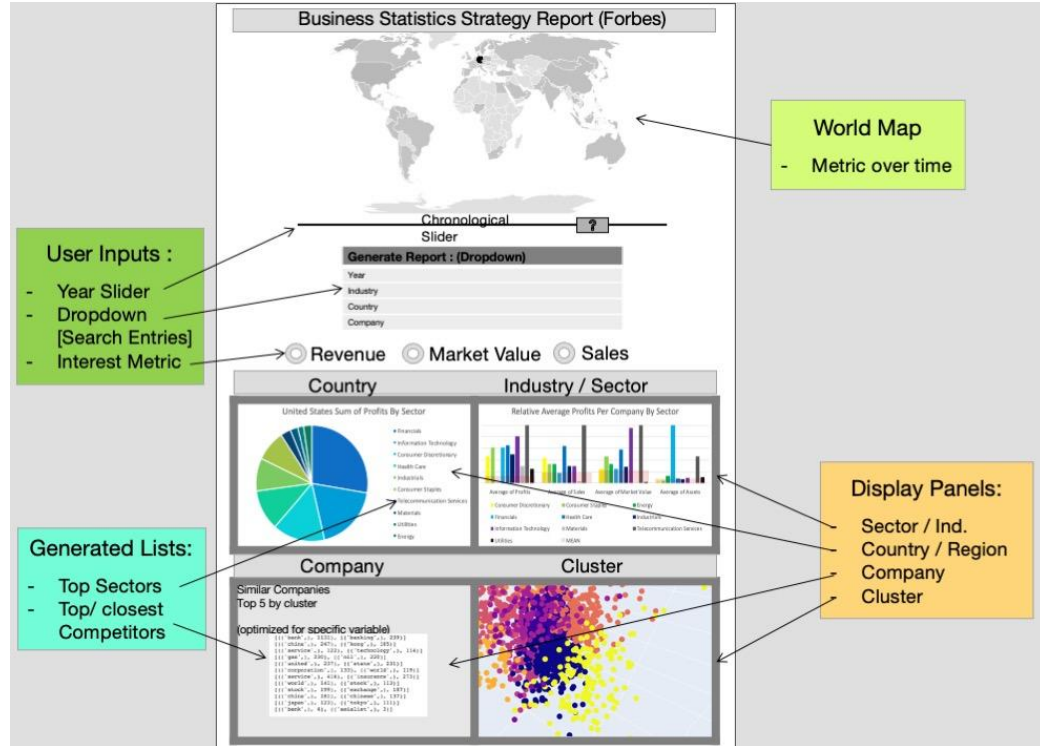 Business Statistics Strategy Report (Forbes)
World Map
- Metric over time
Chronological
?
Slider
User Inputs :
- Year Slider
- Dropdown
[Search Entries]
- Interest Metric
Generate Report : (Dropdown)
Year
Industry
Country
Company
Revenue
Market Value
Sales
Country
Industry / Sector
United States Sum of Profits By Sector
Financials
Information Technology
Consumer Discretionary
Health Care
Industrials
Consumer Staples
Telecommunication Services
Materials
Utilities
Energy
Relative Average Profits Per Company By Sector
Average of Profits
Average of Sales
Average of Market Value
Average of Assets
Consumer Discretionary
Consumer Staples
Energy
Financials
Health Care
Industrials
Information Technology
Materials
Telecommunication Services
Utilities
MEAN
Display Panels:
- Sector / Ind.
- Country / Region
- Company
- Cluster
Generated Lists:
- Top Sectors
- Top/ closest
Competitors
Company
Cluster
Similar Companies
Top 5 by cluster
(optimized for specific variable)